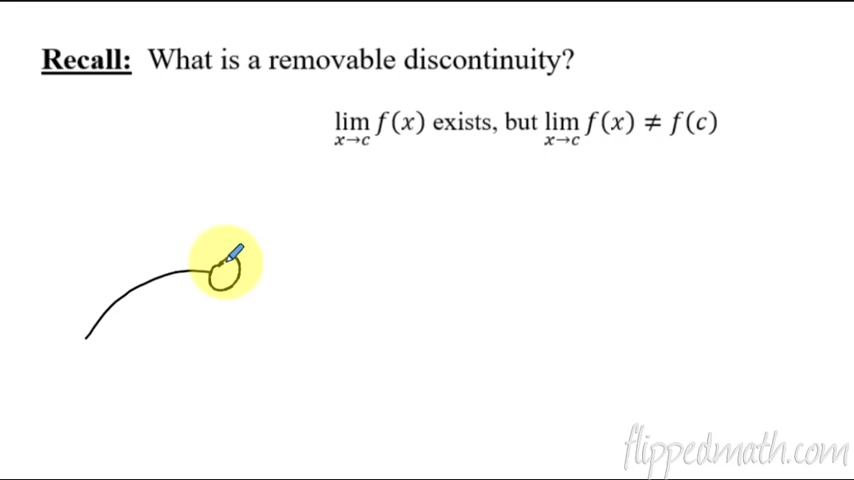 Recall: What is a removable discontinuity?
lim x→c f(x) exists, but lim x→c f(x) ≠ f(c)
flippedmath.com